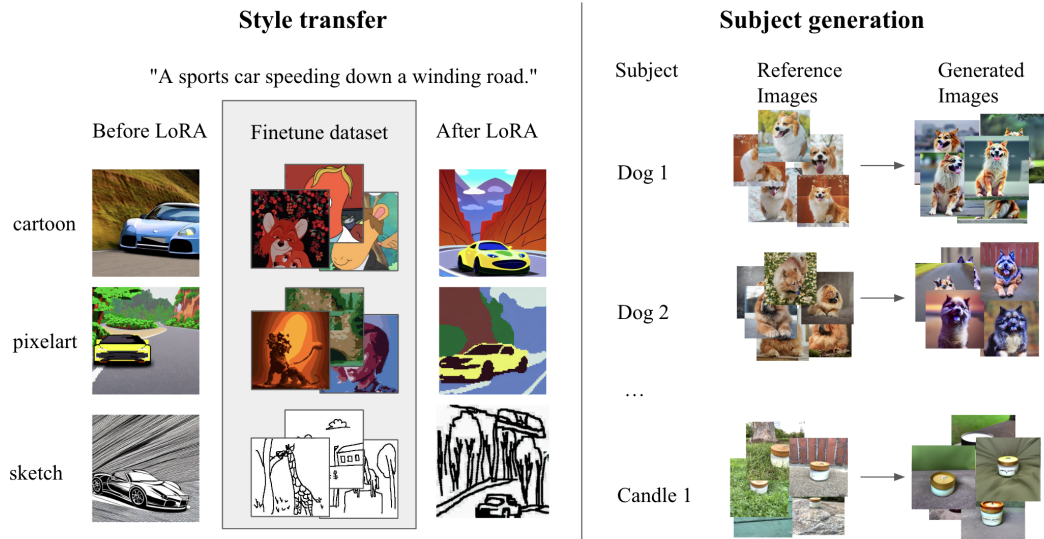 Style transfer
"A sports car speeding down a winding road."
Before LoRA
Finetune dataset
After LoRA
cartoon
pixelart
sketch
Subject generation
Subject
Reference
Images
Generated
Images
Dog 1
Dog 2
...
Candle 1